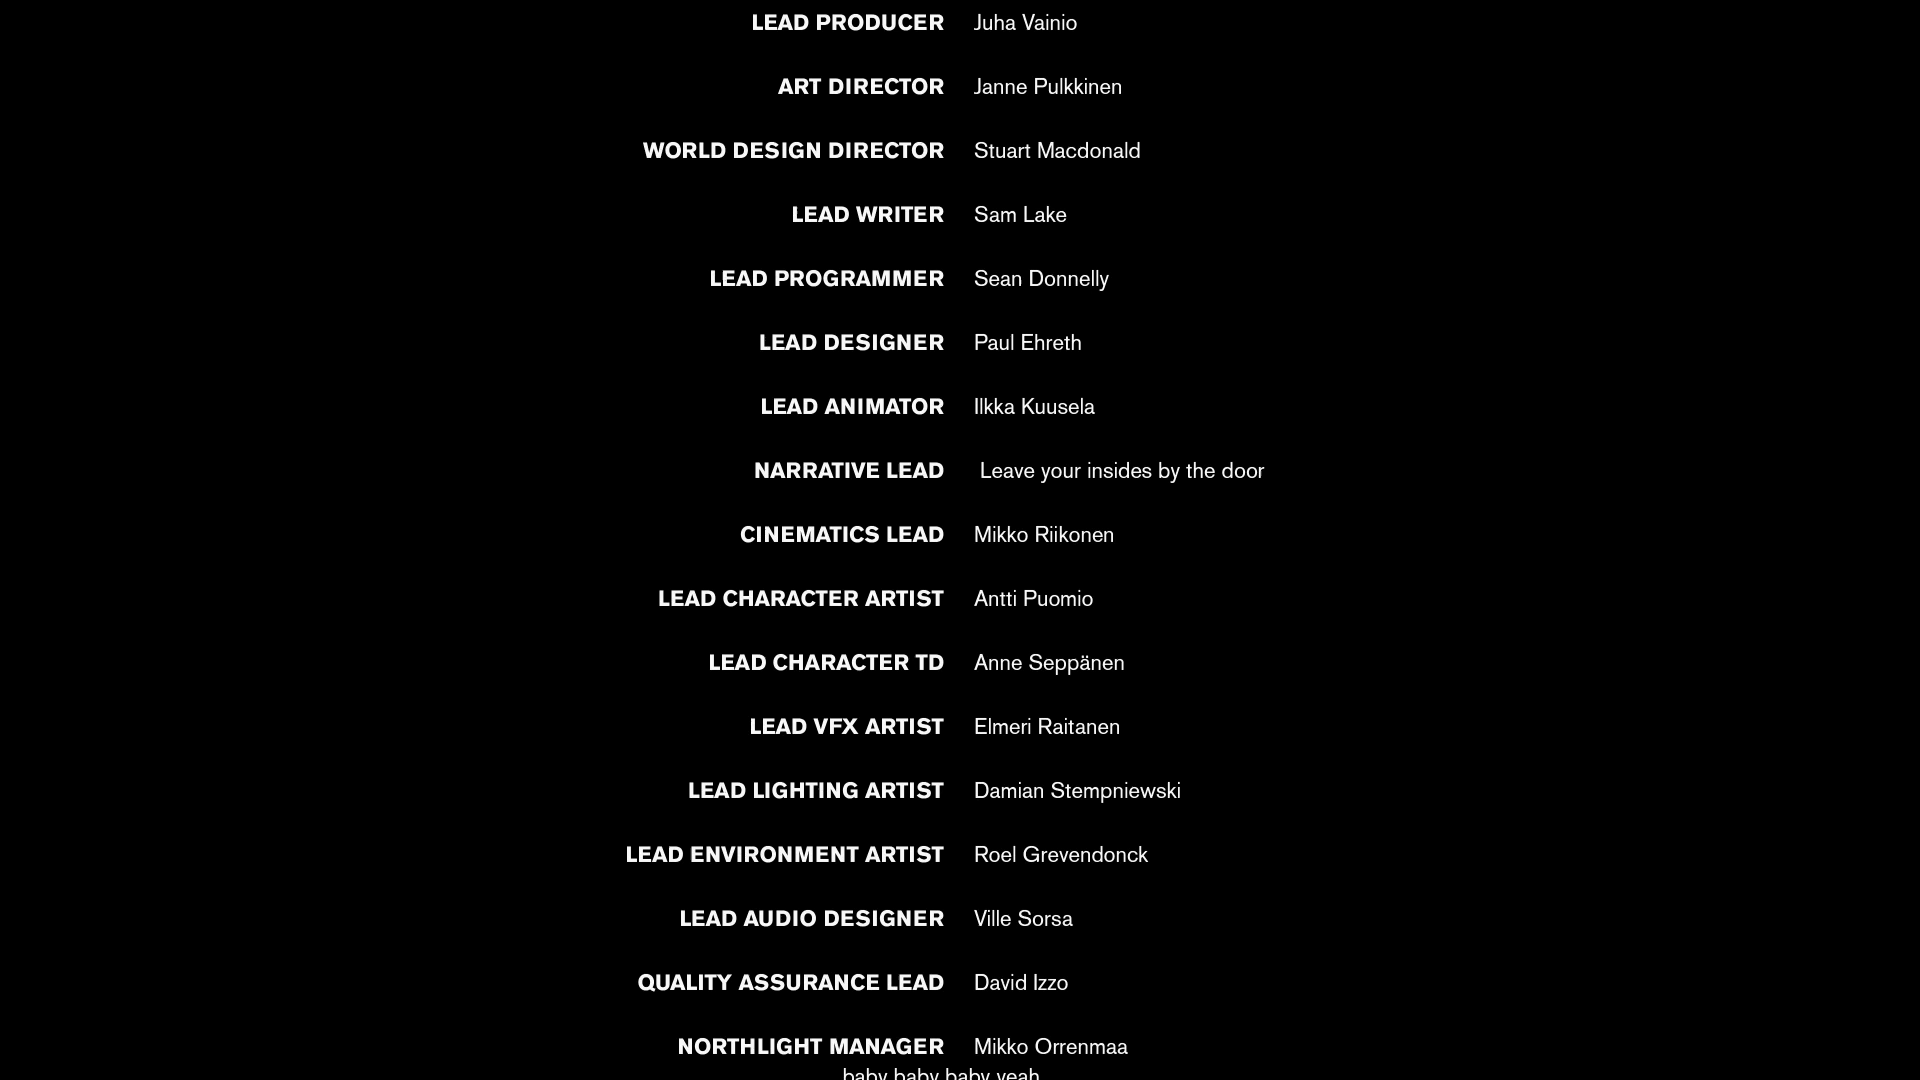 LEAD PRODUCER Juha Vainio
ART DIRECTOR Janne Pulkkinen
WORLD DESIGN DIRECTOR Stuart Macdonald
LEAD WRITER Sam Lake
LEAD PROGRAMMER Sean Donnelly
LEAD DESIGNER Paul Ehreth
LEAD ANIMATOR Ilkka Kuusela
NARRATIVE LEAD Leave your insides by the door
CINEMATICS LEAD Mikko Riikonen
LEAD CHARACTER ARTIST Antti Puomio
LEAD CHARACTER TD Anne Seppänen
LEAD VFX ARTIST Elmeri Raitanen
LEAD LIGHTING ARTIST Damian Stempniewski
LEAD ENVIRONMENT ARTIST Roel Grevendonck
LEAD AUDIO DESIGNER Ville Sorsa
QUALITY ASSURANCE LEAD David Izzo
NORTHLIGHT MANAGER Mikko Orrenmaa
baby baby baby yeah